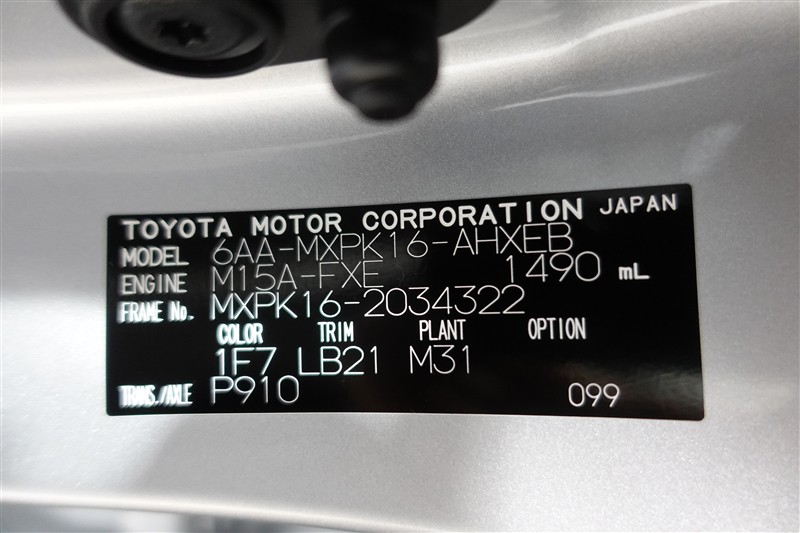 TOYOTA MOTOR CORPORATION JAPAN
MODEL 6AA-MXPK16-AHXEB
ENGINE M15A-FXE 1490 mL
FRAME No. MXPK16-2034322
COLOR TRIM PLANT OPTION
1F7 LB21 M31
TRANS./AXLE P910 099